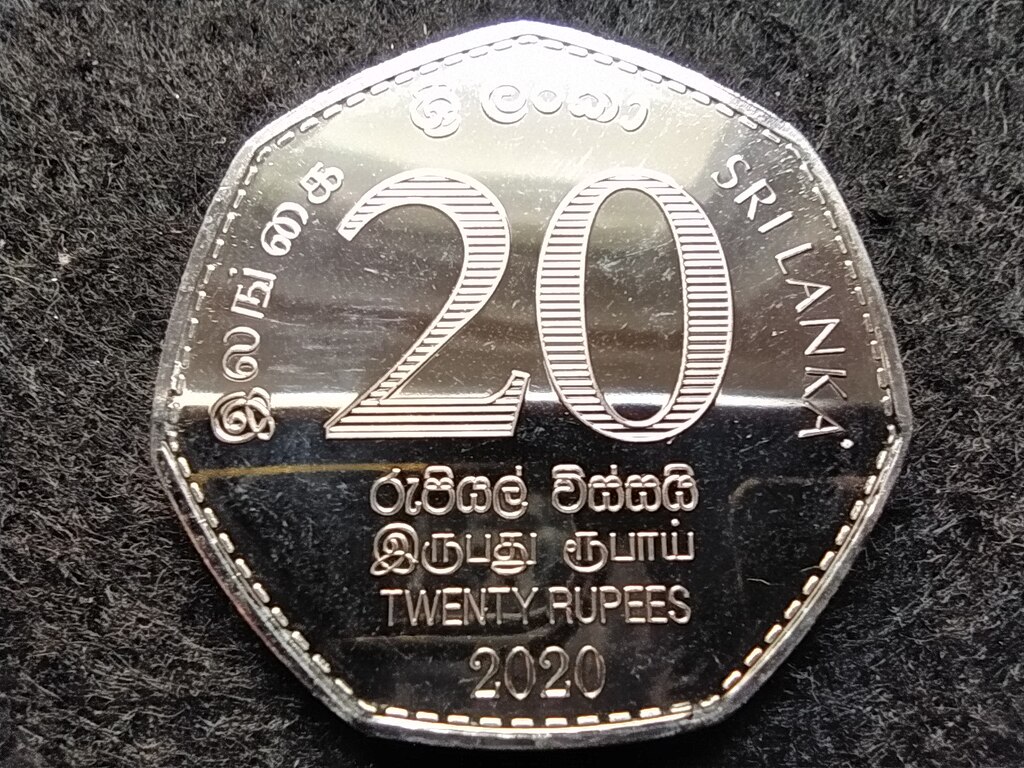 ශ්‍රී ලංකා
இலங்கை
SRI LANKA
20
රුපියල් විස්සයි
இருபது ரூபாய்
TWENTY RUPEES
2020